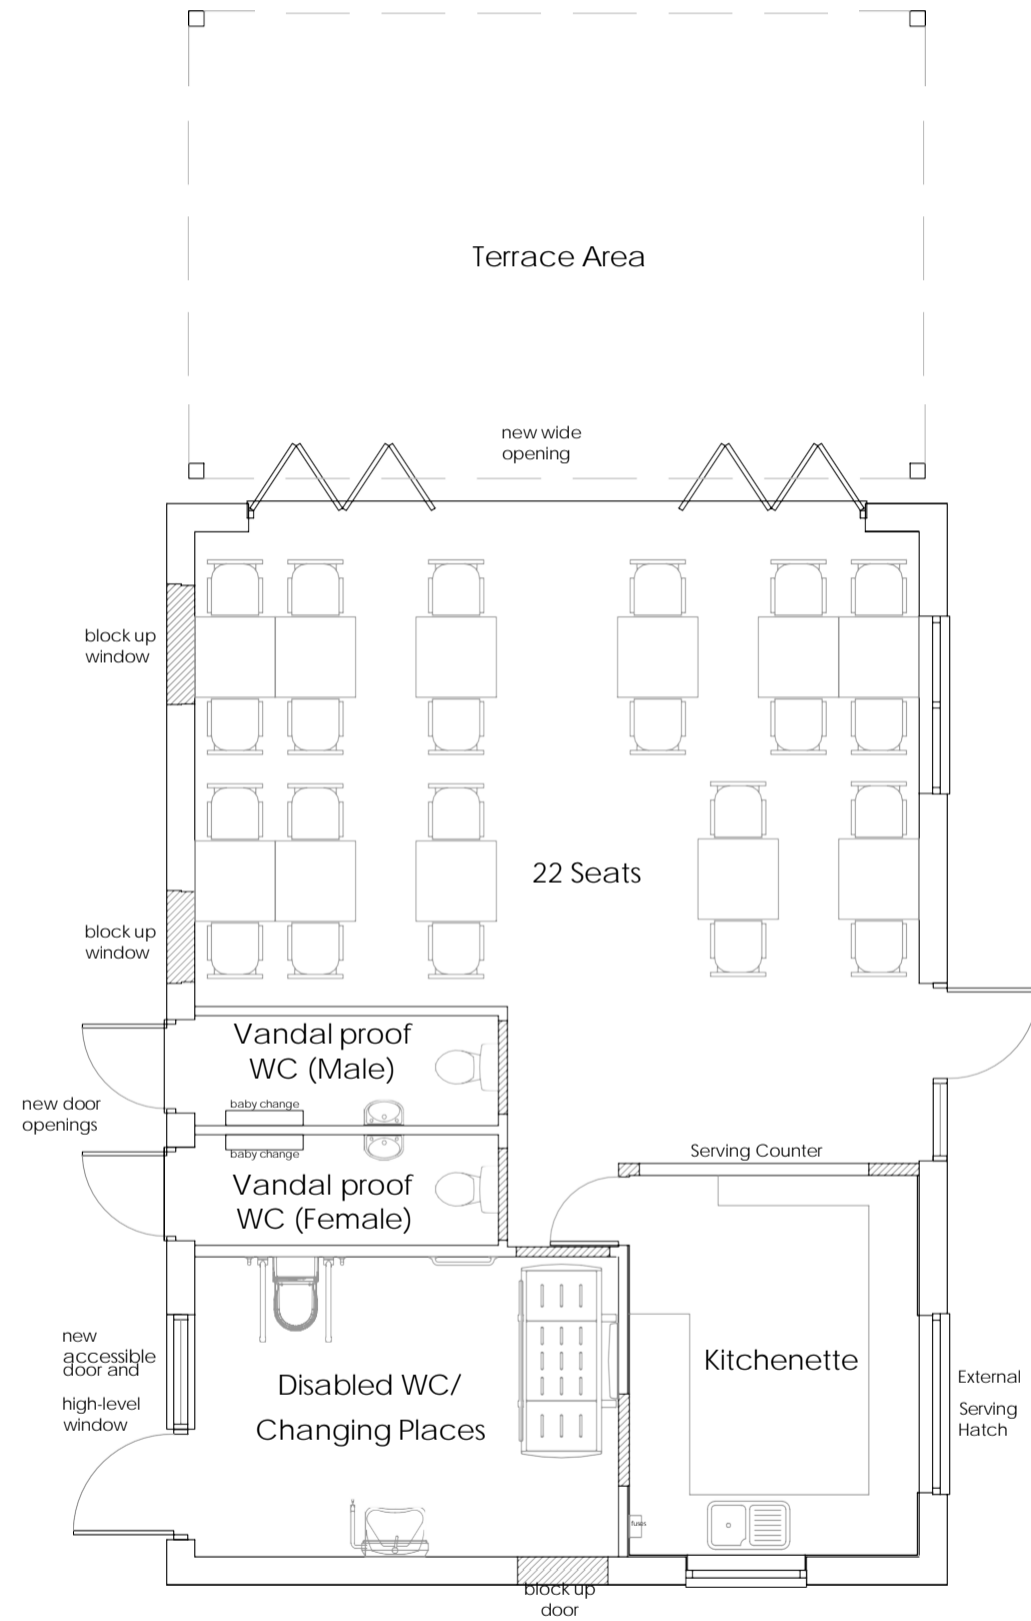 Terrace Area
new wide
opening
block up
window
22 Seats
block up
window
Vandal proof
WC (Male)
baby change
new door
openings
baby change
Vandal proof
WC (Female)
Serving Counter
new
accessible
door and
high-level
window
Disabled WC/
Changing Places
Kitchenette
External
Serving
Hatch
fuses
block up
door